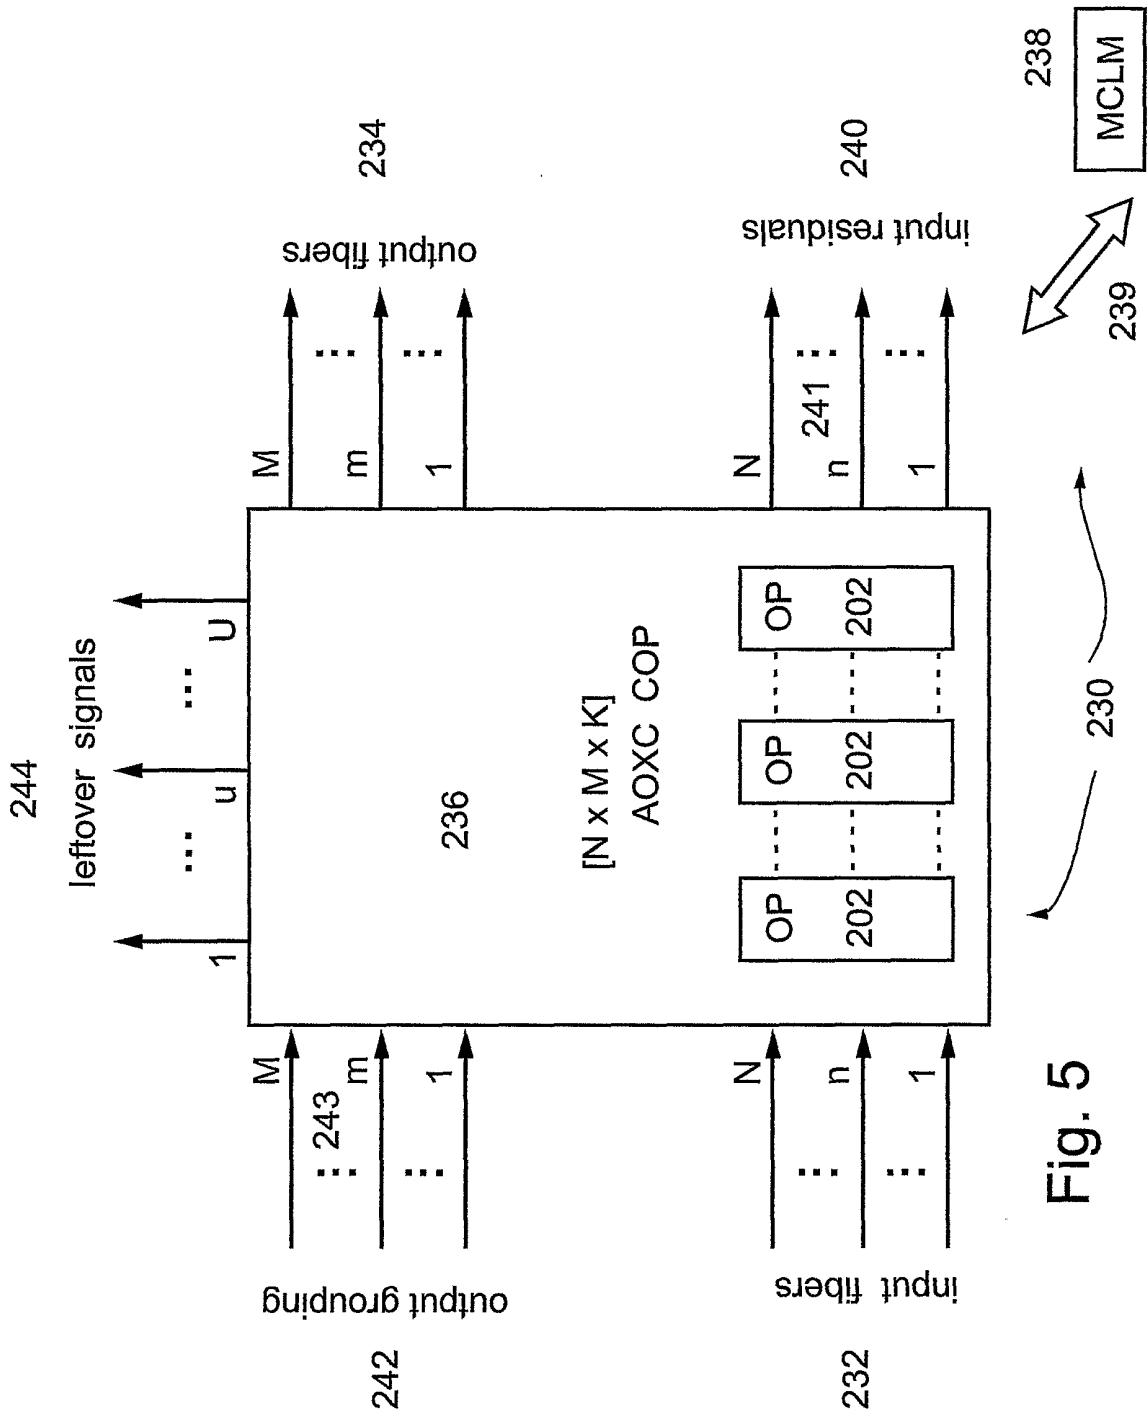 244
leftover signals
1 ... u ... U
242
output grouping
M
243
...
m
...
1
M
...
m
...
1
output fibers
234
236
[N x M x K]
AOXC COP
OP
202
OP
202
OP
202
232
input fibers
N
...
n
...
1
N
241
...
n
...
1
input residuals
240
230
239
238
MCLM
Fig. 5